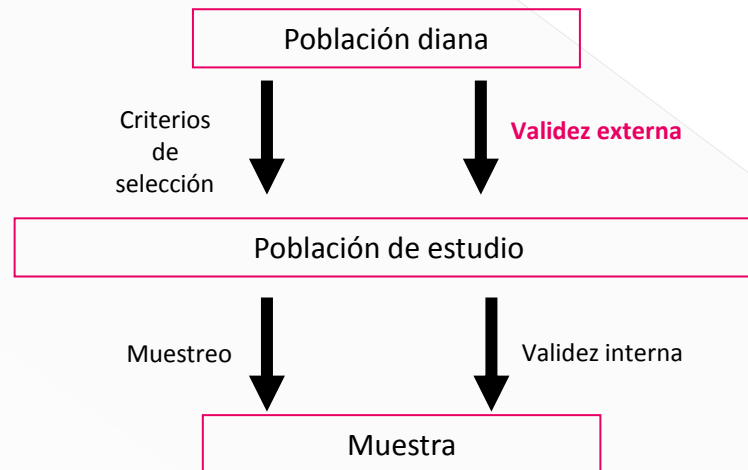 Población diana
Criterios
de
selección
Validez externa
Población de estudio
Muestreo
Validez interna
Muestra